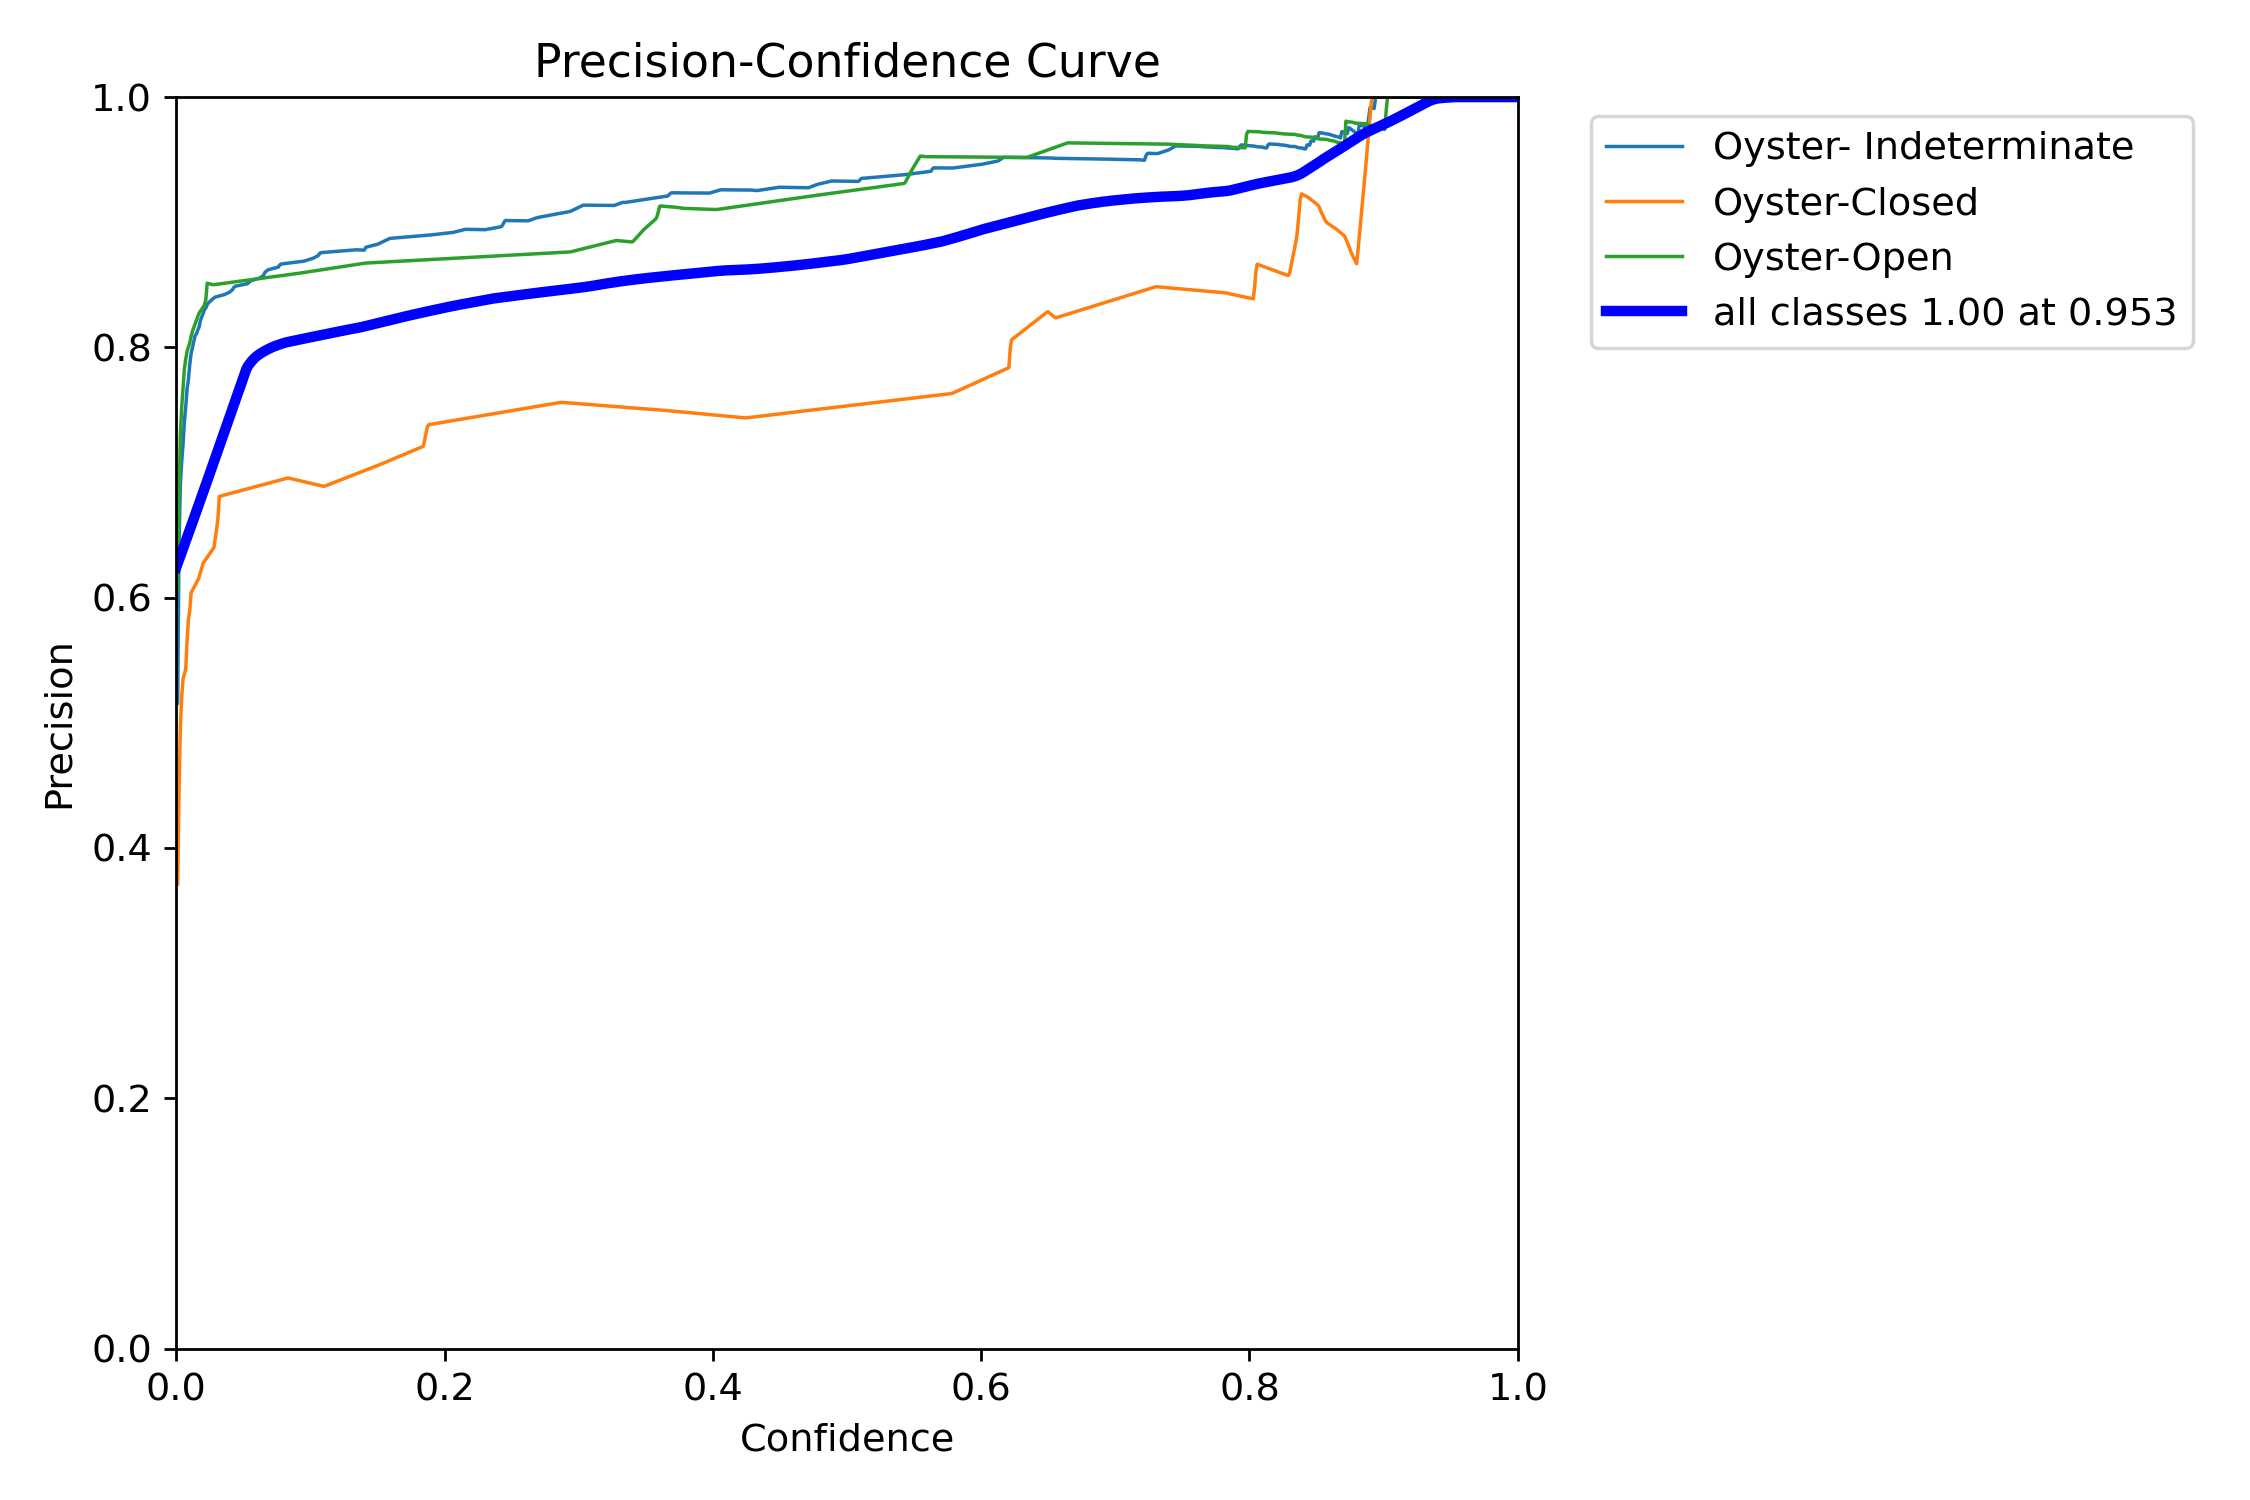 Precision-Confidence Curve
1.0
0.8
0.6
0.4
0.2
0.0
Precision
0.0 0.2 0.4 0.6 0.8 1.0
Confidence
Oyster- Indeterminate
Oyster-Closed
Oyster-Open
all classes 1.00 at 0.953